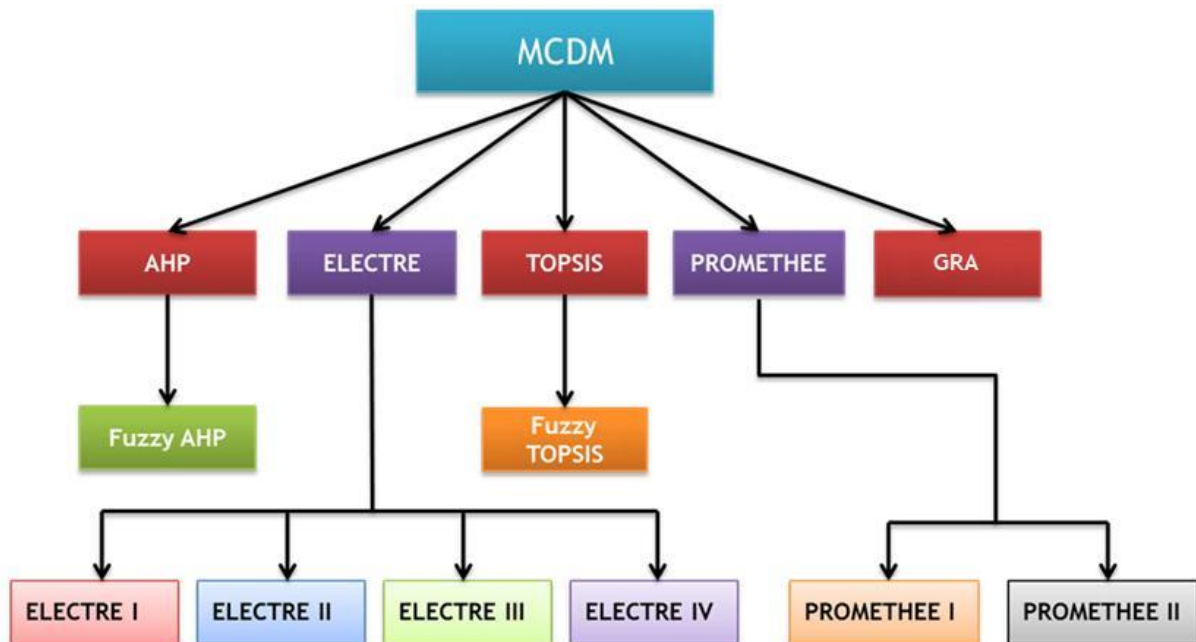 MCDM
AHP
ELECTRE
TOPSIS
PROMETHEE
GRA
Fuzzy AHP
Fuzzy
TOPSIS
ELECTRE I
ELECTRE II
ELECTRE III
ELECTRE IV
PROMETHEE I
PROMETHEE II